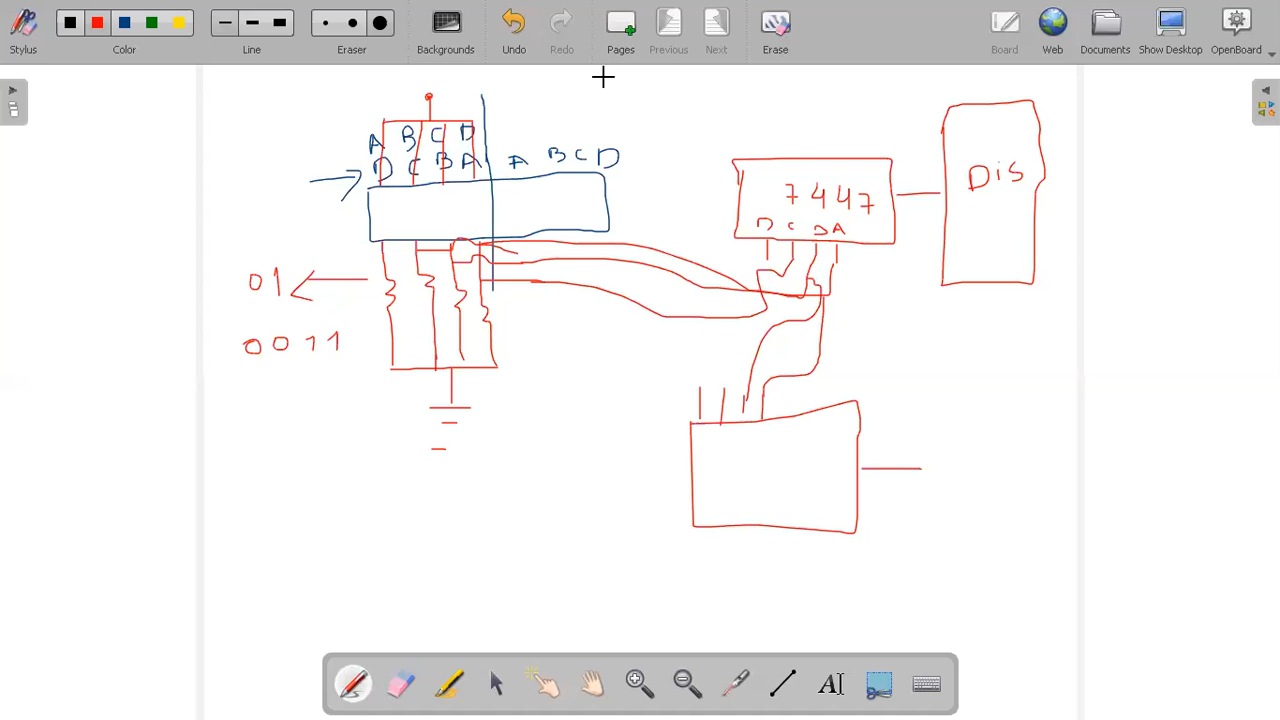 Stylus Color Line Eraser Backgrounds Undo Redo Pages Previous Next Erase Board Web Documents Show Desktop OpenBoard
A B C D
D C B A A B C D
DiS
7447
D C B A
01
0011